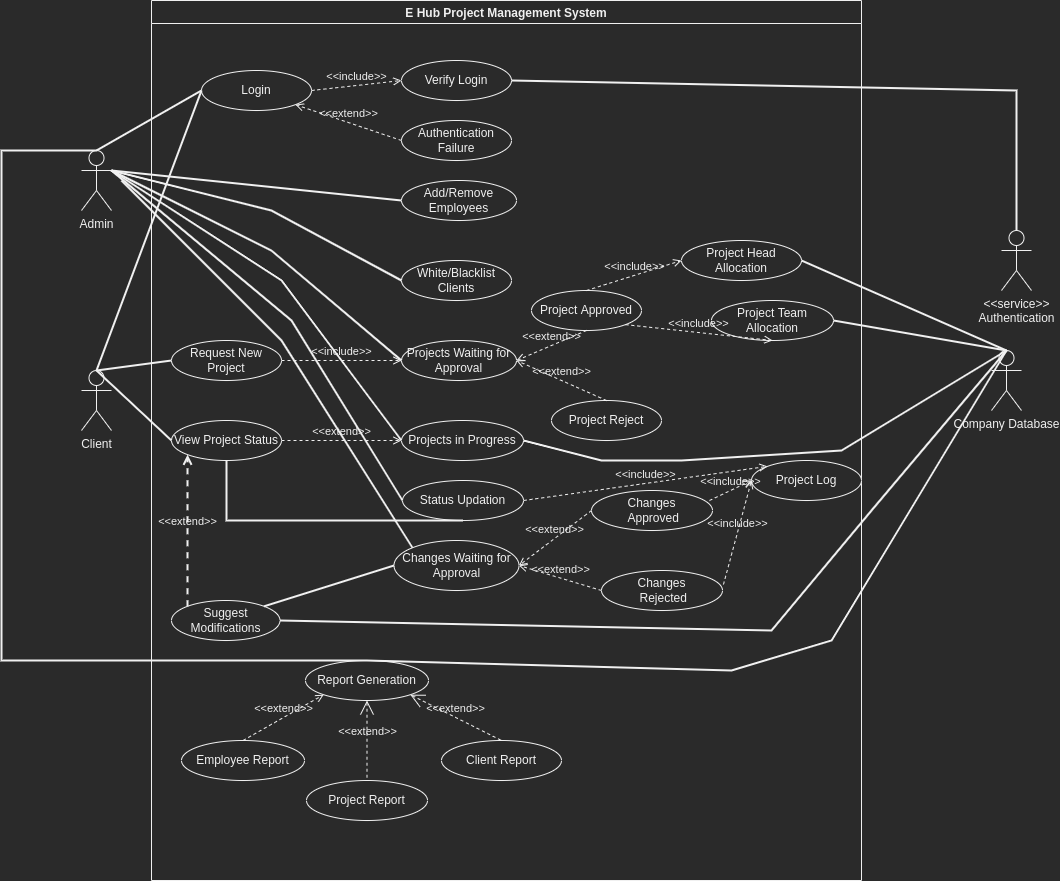 E Hub Project Management System
Login
<<include>>
Verify Login
<<extend>>
Authentication
Failure
Admin
Add/Remove
Employees
White/Blacklist
Clients
Project Head
Allocation
<<include>>
Project Approved
Project Team
Allocation
<<include>>
<<extend>>
<<service>>
Authentication
Request New
Project
<<include>>
Projects Waiting for
Approval
<<extend>>
Project Reject
Client
Company Database
View Project Status
<<extend>>
Projects in Progress
<<include>>
Project Log
<<include>>
Status Updation
Changes
Approved
<<extend>>
<<extend>>
<<include>>
Changes Waiting for
Approval
<<extend>>
Changes
Rejected
Suggest
Modifications
Report Generation
<<extend>>
<<extend>>
<<extend>>
Employee Report
Client Report
Project Report